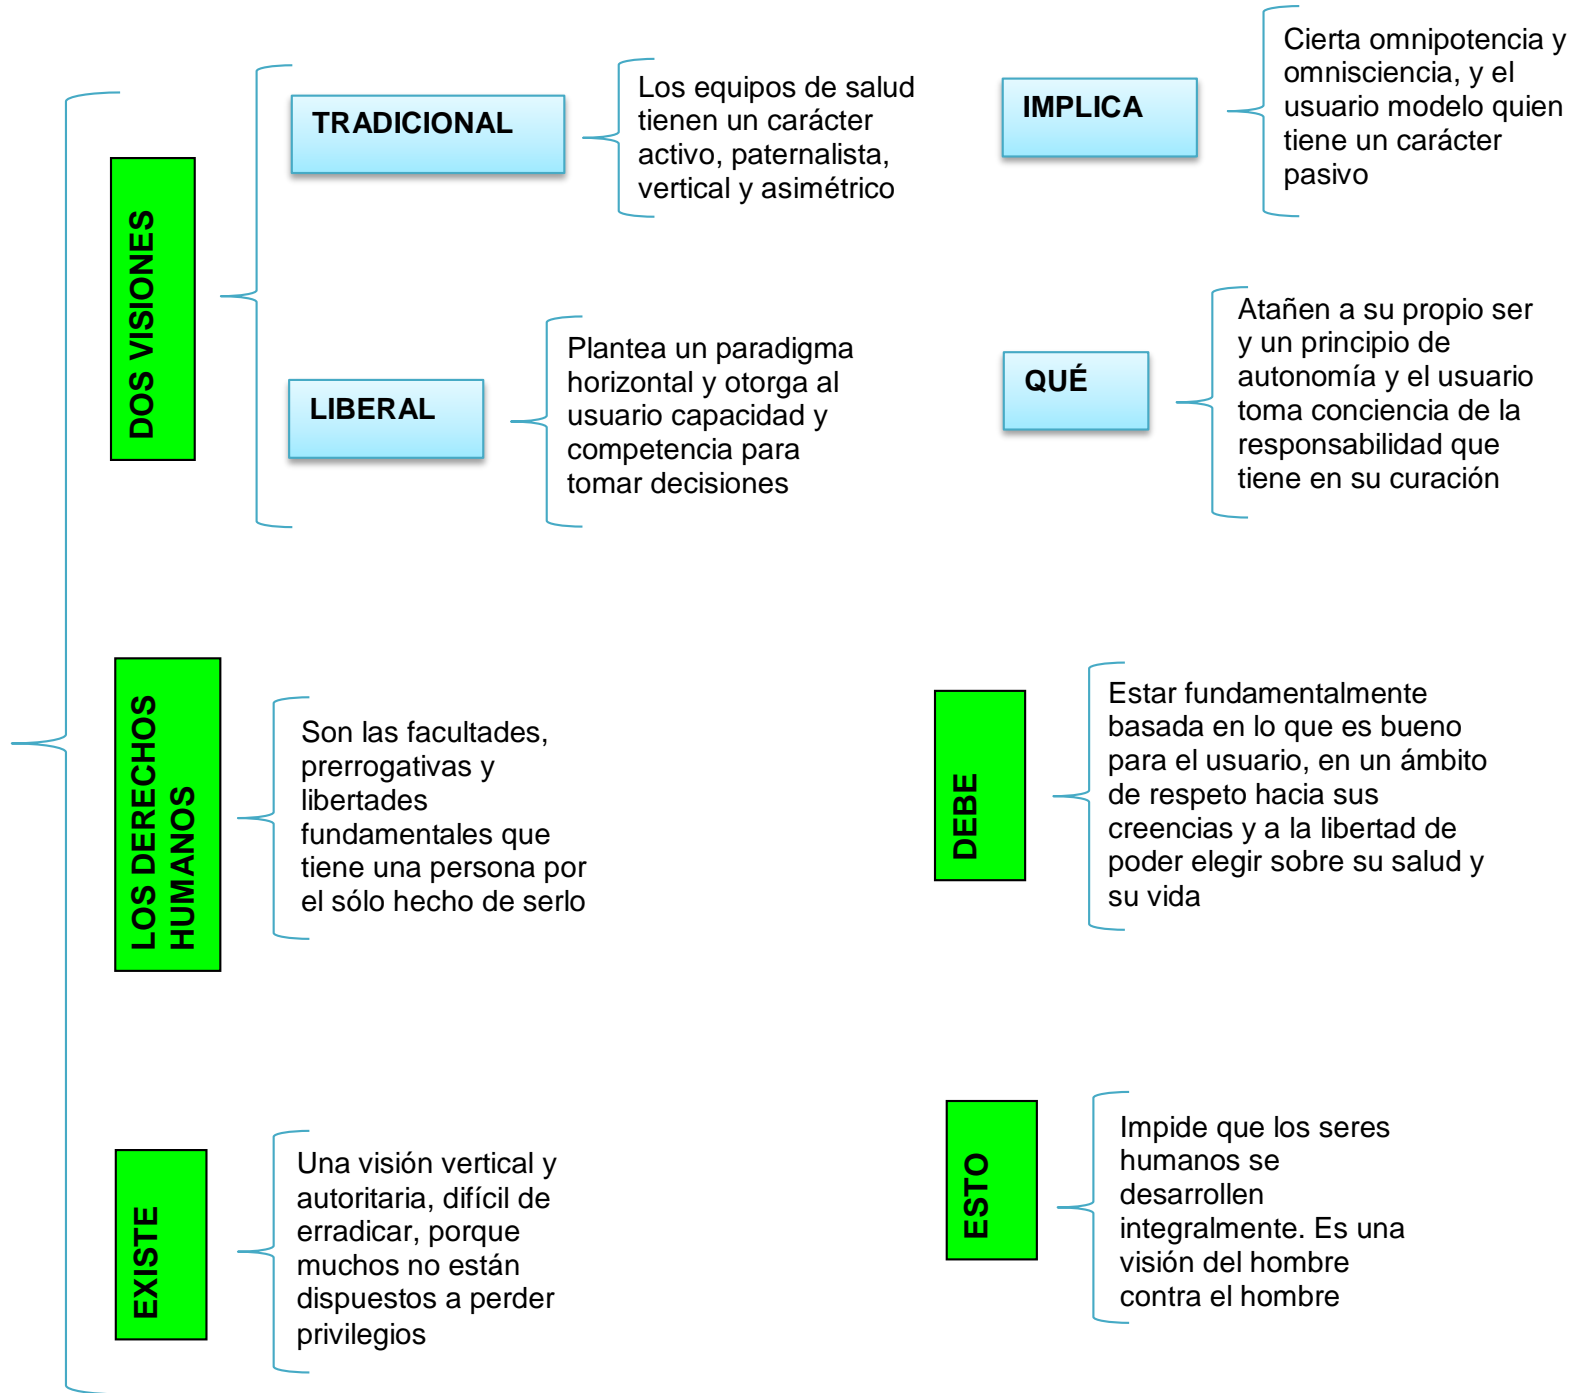 DOS VISIONES
TRADICIONAL
Los equipos de salud
tienen un carácter
activo, paternalista,
vertical y asimétrico
IMPLICA
Cierta omnipotencia y
omnisciencia, y el
usuario modelo quien
tiene un carácter
pasivo
LIBERAL
Plantea un paradigma
horizontal y otorga al
usuario capacidad y
competencia para
tomar decisiones
QUÉ
Atañen a su propio ser
y un principio de
autonomía y el usuario
toma conciencia de la
responsabilidad que
tiene en su curación
LOS DERECHOS
HUMANOS
Son las facultades,
prerrogativas y
libertades
fundamentales que
tiene una persona por
el sólo hecho de serlo
DEBE
Estar fundamentalmente
basada en lo que es bueno
para el usuario, en un ámbito
de respeto hacia sus
creencias y a la libertad de
poder elegir sobre su salud y
su vida
EXISTE
Una visión vertical y
autoritaria, difícil de
erradicar, porque
muchos no están
dispuestos a perder
privilegios
ESTO
Impide que los seres
humanos se
desarrollen
integralmente. Es una
visión del hombre
contra el hombre